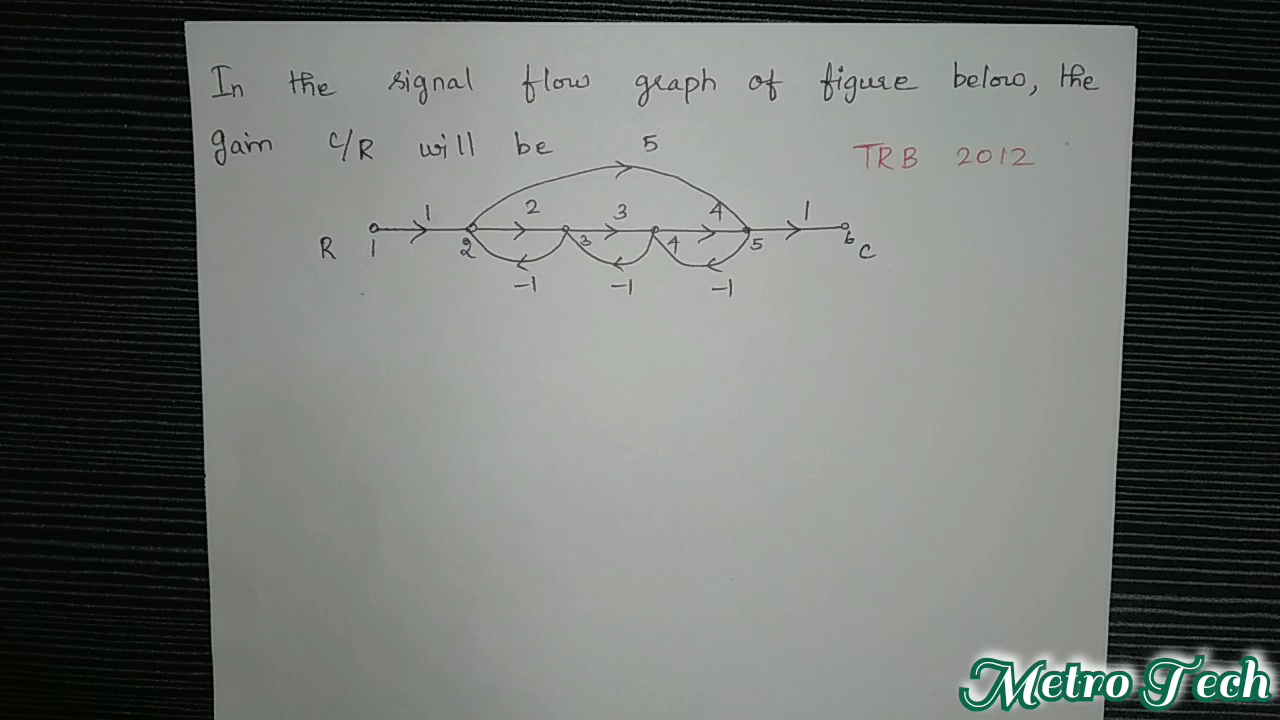 In the signal flow graph of figure below, the
gain C/R will be
TRB 2012
5
1 2 3 4 1
R 1 2 3 4 5 6 C
-1 -1 -1
Metro Tech